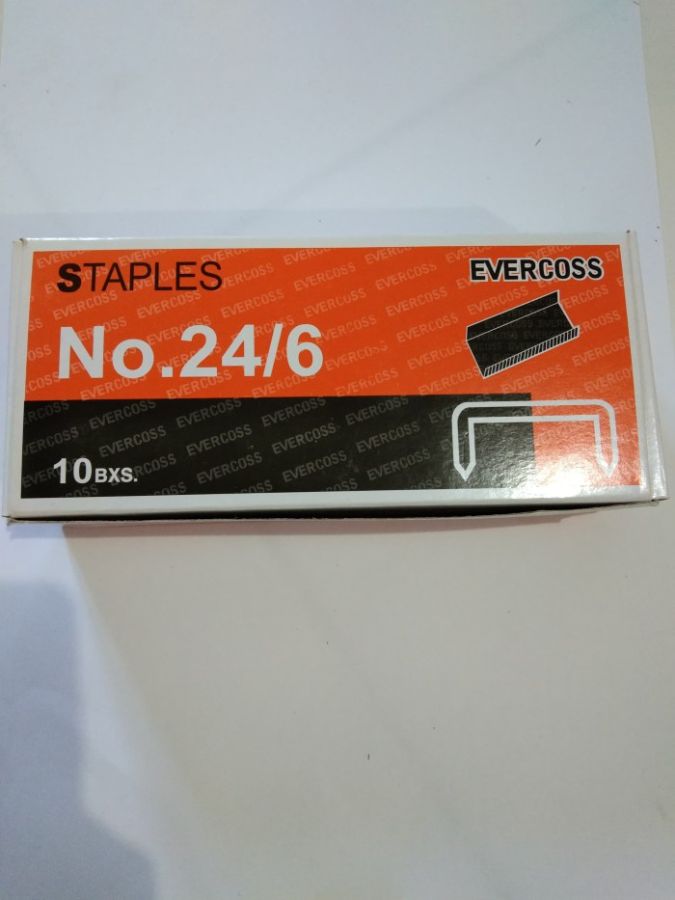 STAPLES
EVERCOSS
No.24/6
10BXS.